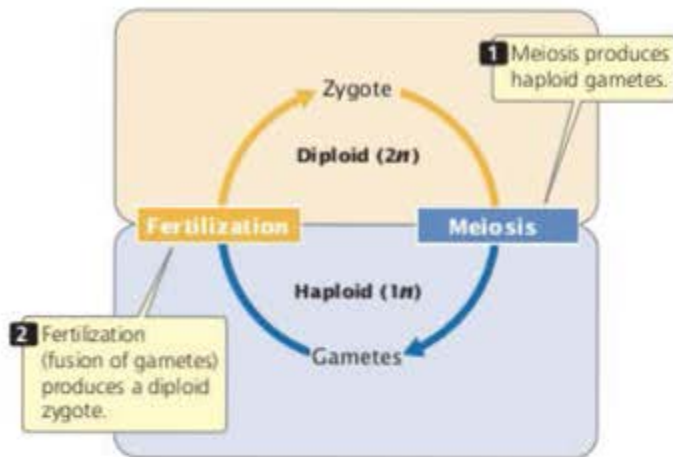 1 Meiosis produces
haploid gametes.
Zygote
Diploid (2n)
Fertilization
Meiosis
Haploid (1n)
2 Fertilization
(fusion of gametes)
produces a diploid
zygote.
Gametes